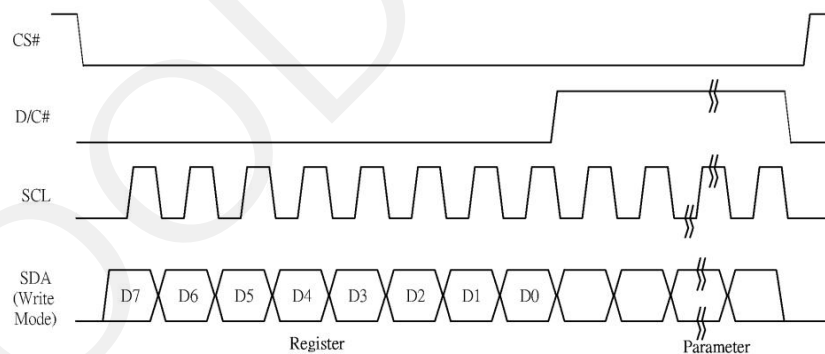 CS#
D/C#
SCL
SDA
(Write
Mode)
D7 D6 D5 D4 D3 D2 D1 D0
Register Parameter